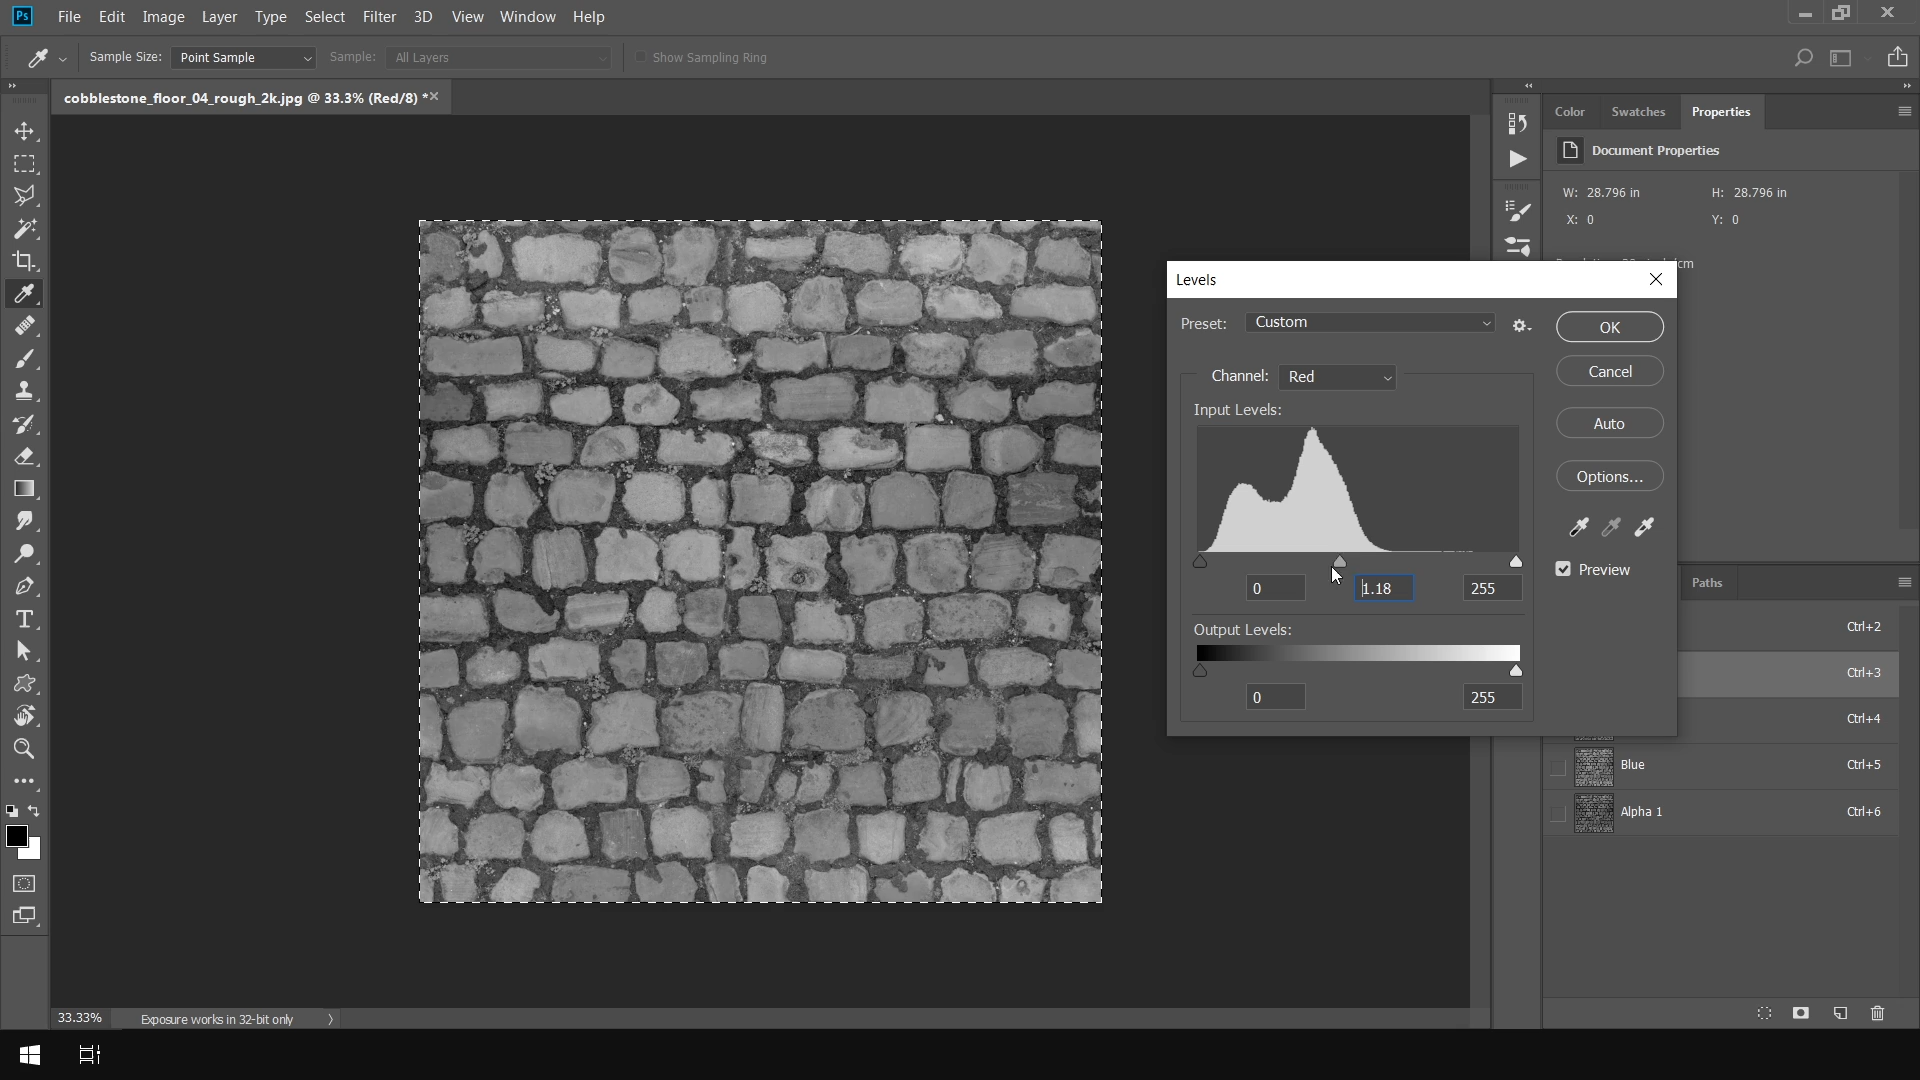 Ps File Edit Image Layer Type Select Filter 3D View Window Help
Sample Size: Point Sample Sample: All Layers Show Sampling Ring
cobblestone_floor_04_rough_2k.jpg @ 33.3% (Red/8) *
Color Swatches Properties
Document Properties
W: 28.796 in H: 28.796 in
X: 0 Y: 0
Levels
Preset: Custom
OK
Channel: Red
Cancel
Input Levels:
Auto
Options...
Preview
0 1.18 255
Output Levels:
0 255
Paths
Ctrl+2
Ctrl+3
Ctrl+4
Blue Ctrl+5
Alpha 1 Ctrl+6
T
33.33% Exposure works in 32-bit only